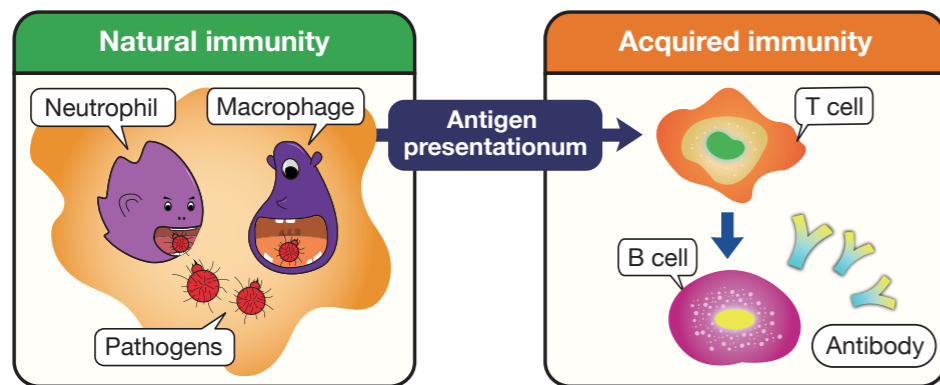 Natural immunity
Neutrophil
Macrophage
Pathogens
Antigen
presentationum
Acquired immunity
T cell
B cell
Antibody